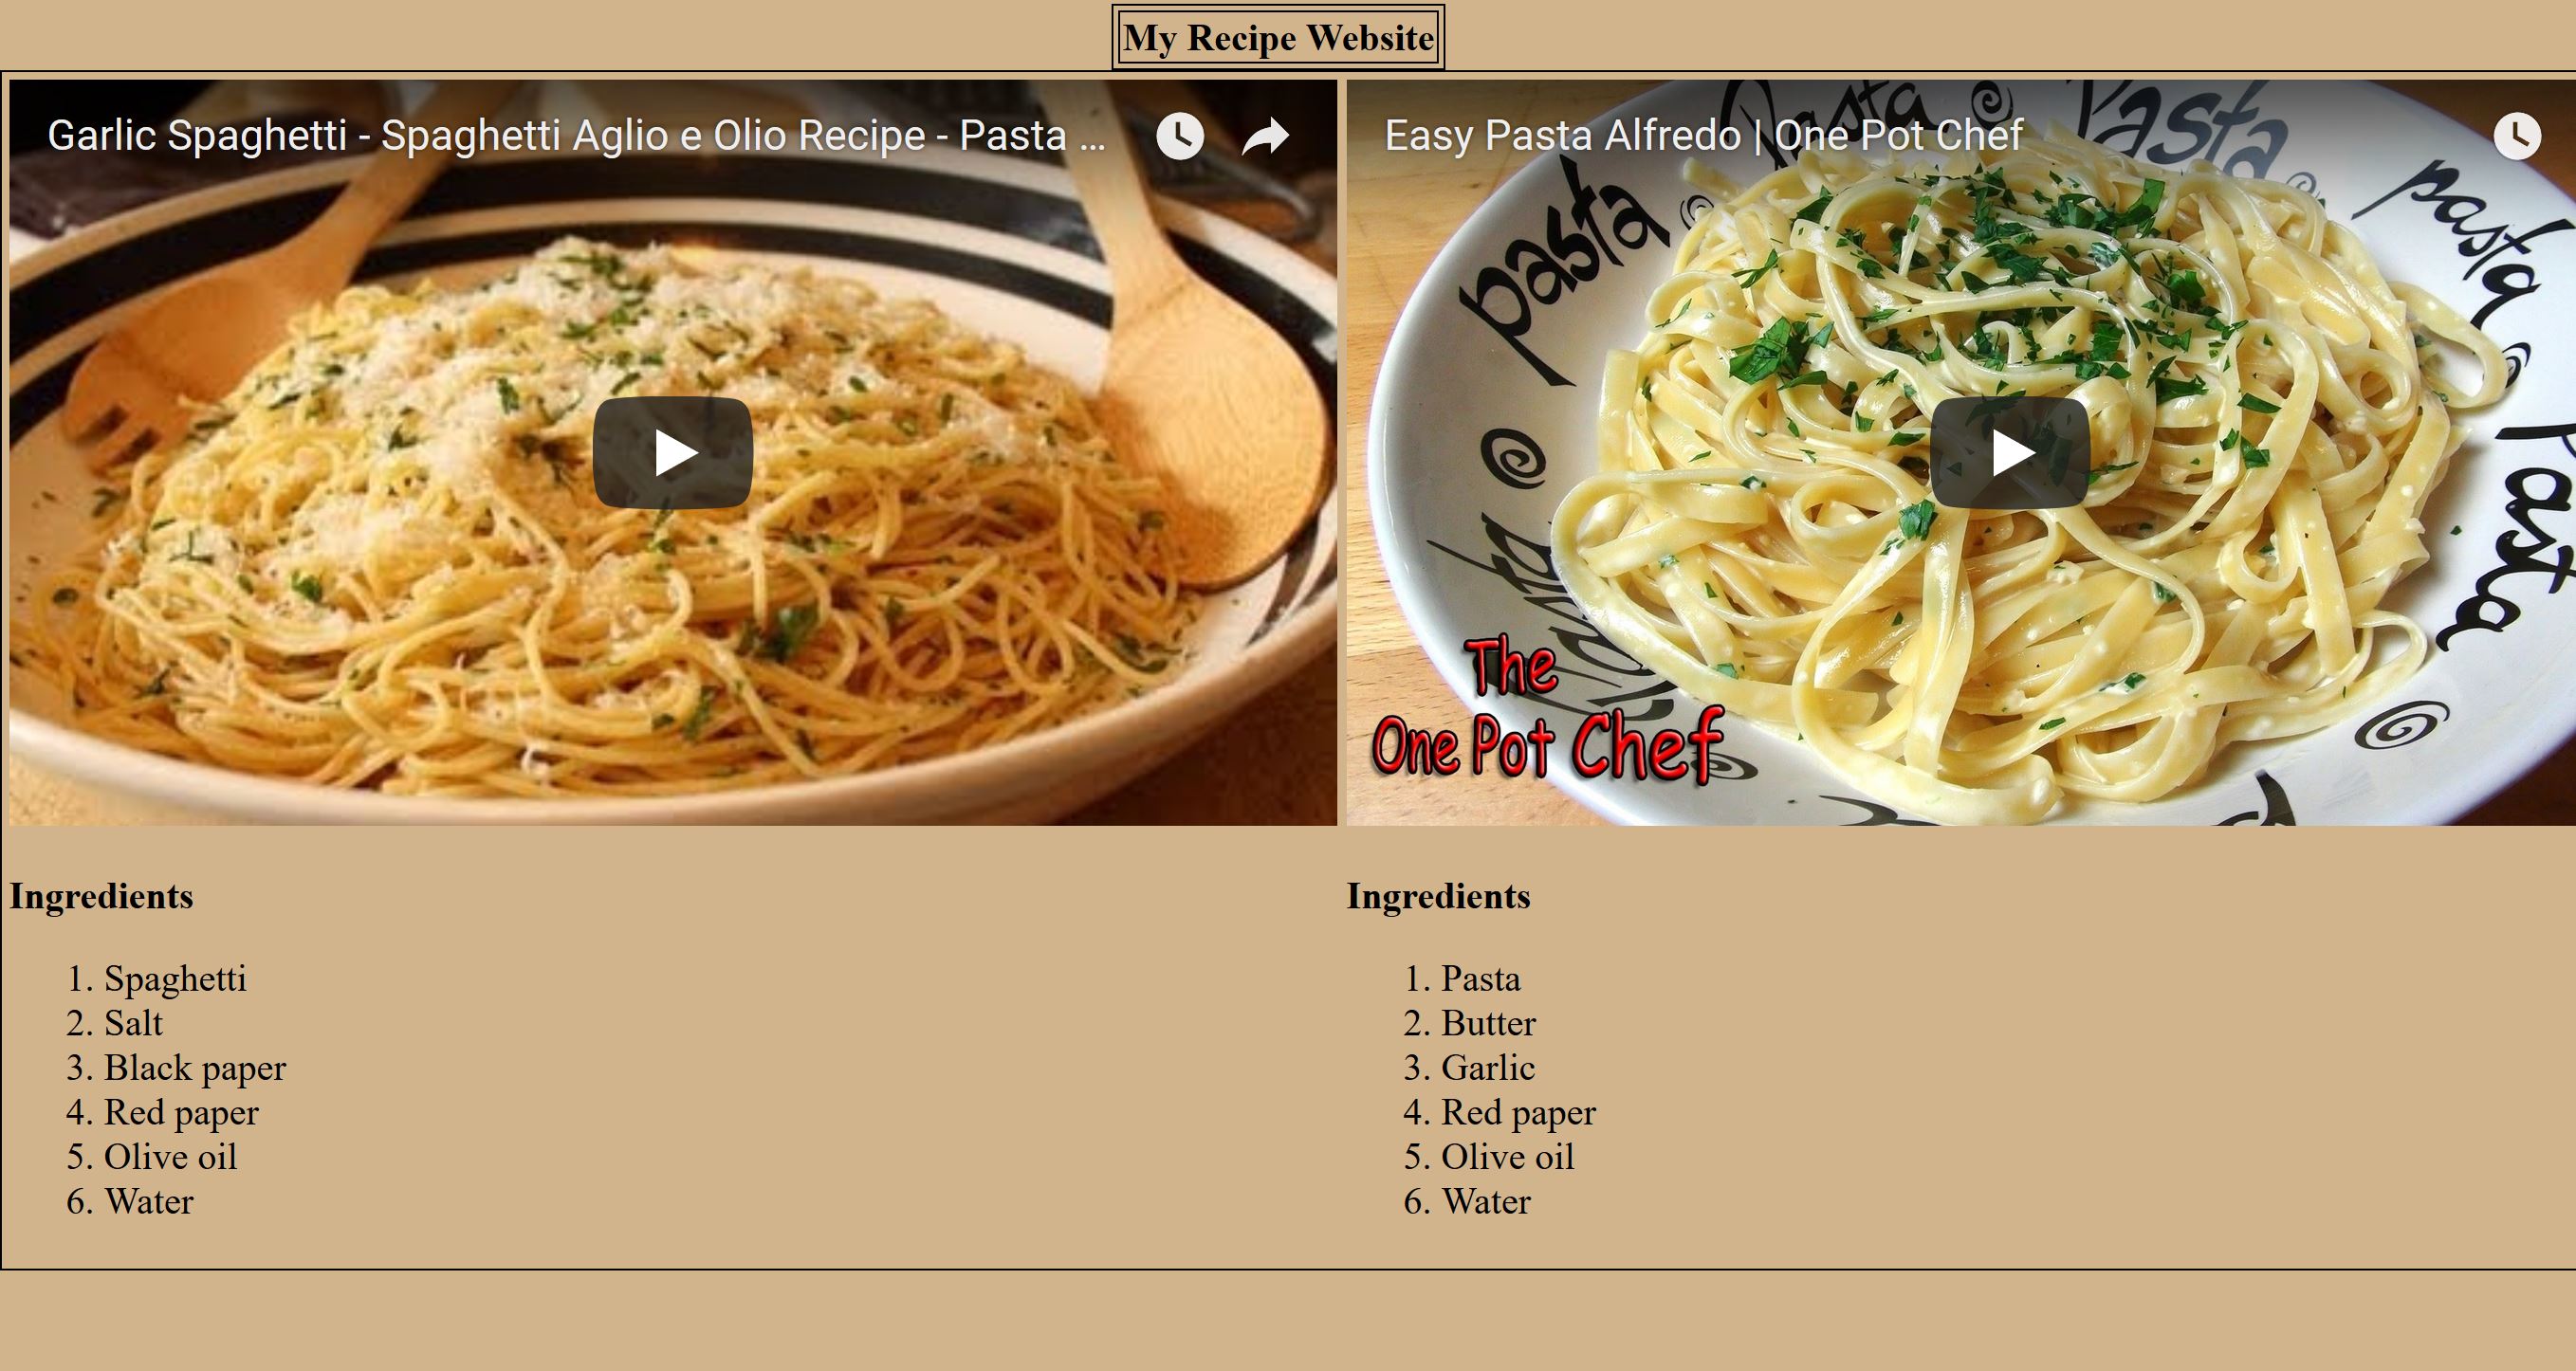 My Recipe Website
Garlic Spaghetti - Spaghetti Aglio e Olio Recipe - Pasta ...
Easy Pasta Alfredo | One Pot Chef
Pasta
Pasta
pasta
pasta
Pasta
pasta
The
One Pot Chef
Ingredients
1. Spaghetti
2. Salt
3. Black paper
4. Red paper
5. Olive oil
6. Water
Ingredients
1. Pasta
2. Butter
3. Garlic
4. Red paper
5. Olive oil
6. Water